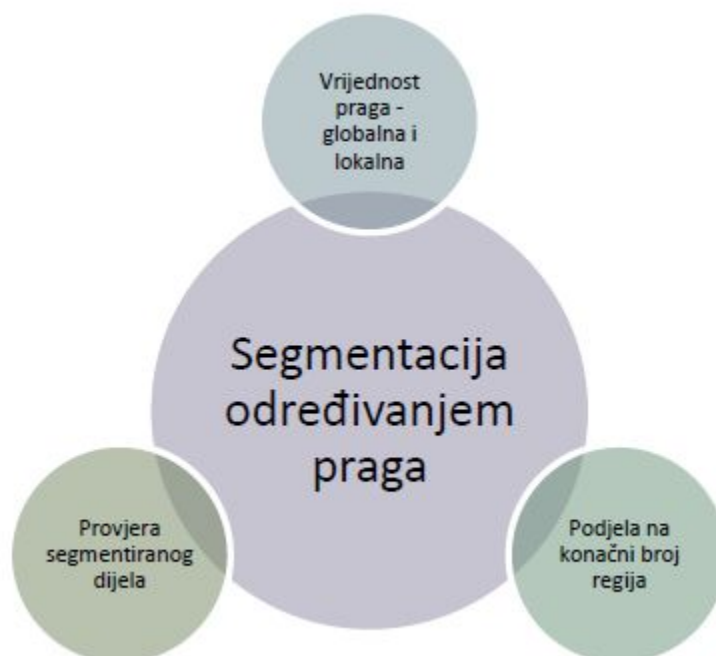 Vrijednost
praga -
globalna i
lokalna
Segmentacija
određivanjem
praga
Provjera
segmentiranog
dijela
Podjela na
konačni broj
regija